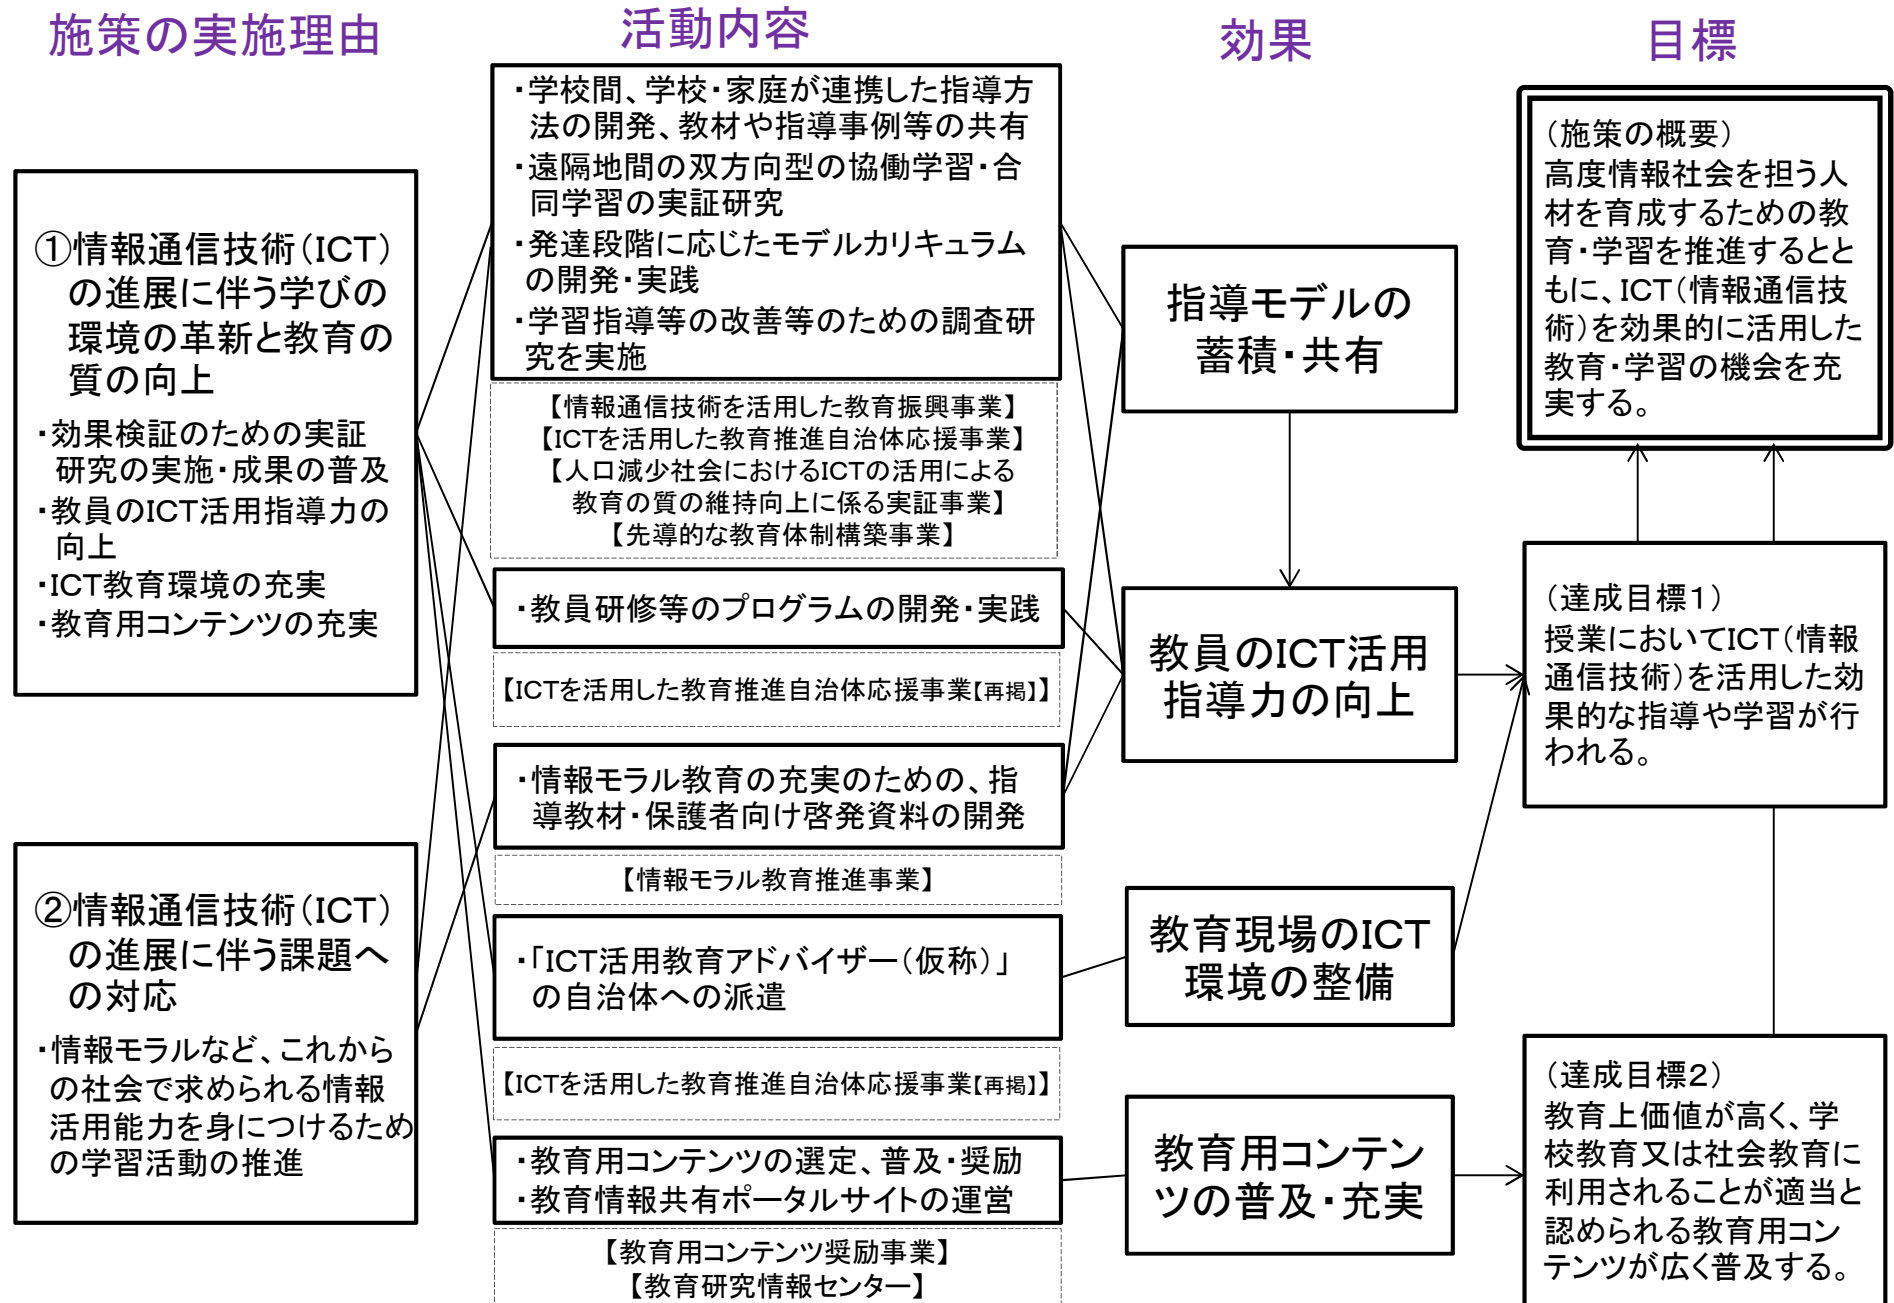 施策の実施理由
活動内容
効果
目標
①情報通信技術(ICT)
の進展に伴う学びの
環境の革新と教育の
質の向上
・効果検証のための実証
研究の実施・成果の普及
・教員のICT活用指導力の
向上
・ICT教育環境の充実
・教育用コンテンツの充実
②情報通信技術(ICT)
の進展に伴う課題へ
の対応
・情報モラルなど、これから
の社会で求められる情報
活用能力を身につけるため
の学習活動の推進
・学校間、学校・家庭が連携した指導方
法の開発、教材や指導事例等の共有
・遠隔地間の双方向型の協働学習・合
同学習の実証研究
・発達段階に応じたモデルカリキュラム
の開発・実践
・学習指導等の改善等のための調査研
究を実施
【情報通信技術を活用した教育振興事業】
【ICTを活用した教育推進自治体応援事業】
【人口減少社会におけるICTの活用による
教育の質の維持向上に係る実証事業】
【先導的な教育体制構築事業】
・教員研修等のプログラムの開発・実践
【ICTを活用した教育推進自治体応援事業【再掲】】
・情報モラル教育の充実のための、指
導教材・保護者向け啓発資料の開発
【情報モラル教育推進事業】
・「ICT活用教育アドバイザー(仮称)」
の自治体への派遣
【ICTを活用した教育推進自治体応援事業【再掲】】
・教育用コンテンツの選定、普及・奨励
・教育情報共有ポータルサイトの運営
【教育用コンテンツ奨励事業】
【教育研究情報センター】
指導モデルの
蓄積・共有
教員のICT活用
指導力の向上
教育現場のICT
環境の整備
教育用コンテン
ツの普及・充実
(施策の概要)
高度情報社会を担う人
材を育成するための教
育・学習を推進するとと
もに、ICT(情報通信技
術)を効果的に活用した
教育・学習の機会を充
実する。
(達成目標1)
授業においてICT(情報
通信技術)を活用した効
果的な指導や学習が行
われる。
(達成目標2)
教育上価値が高く、学
校教育又は社会教育に
利用されることが適当と
認められる教育用コン
テンツが広く普及する。